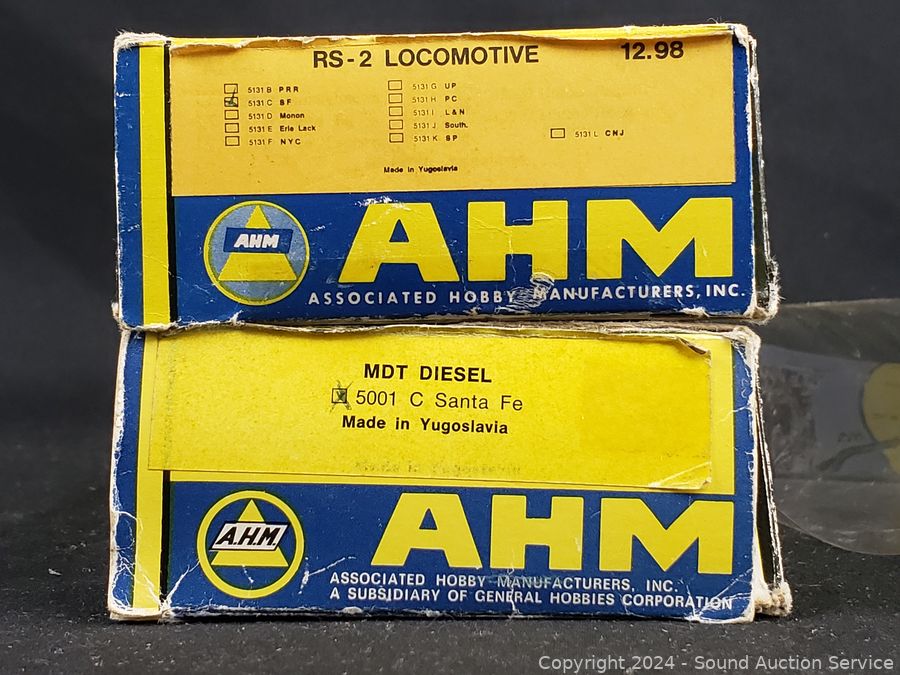 RS-2 LOCOMOTIVE 12.98
5131 B PRR
5131 C SF
5131 D Monon
5131 E Erie Lack
5131 F NYC
5131 G UP
5131 H PC
5131 I L&N
5131 J South.
5131 K SP
5131 L CNJ
Made in Yugoslavia
AHM
AHM
ASSOCIATED HOBBY MANUFACTURERS, INC.
MDT DIESEL
5001 C Santa Fe
Made in Yugoslavia
Made in Yugoslavia
A.H.M.
AHM
ASSOCIATED HOBBY MANUFACTURERS, INC.
A SUBSIDIARY OF GENERAL HOBBIES CORPORATION
Copyright 2024 - Sound Auction Service